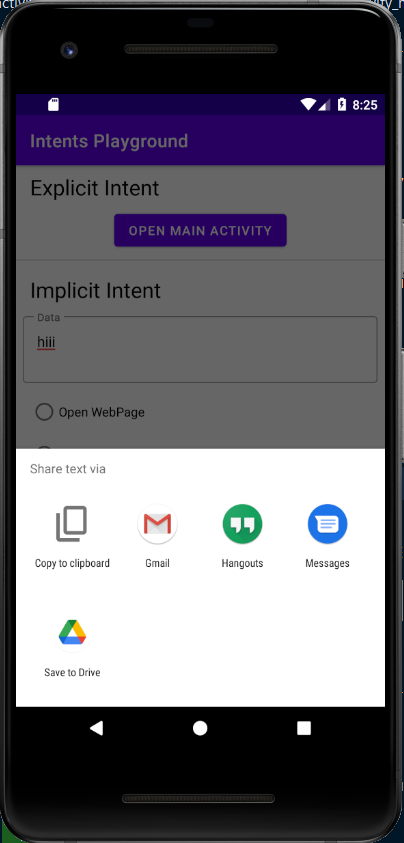 8:25
Intents Playground
Explicit Intent
OPEN MAIN ACTIVITY
Implicit Intent
Data
hiii
Open WebPage
Share text via
Copy to clipboard
Gmail
Hangouts
Messages
Save to Drive